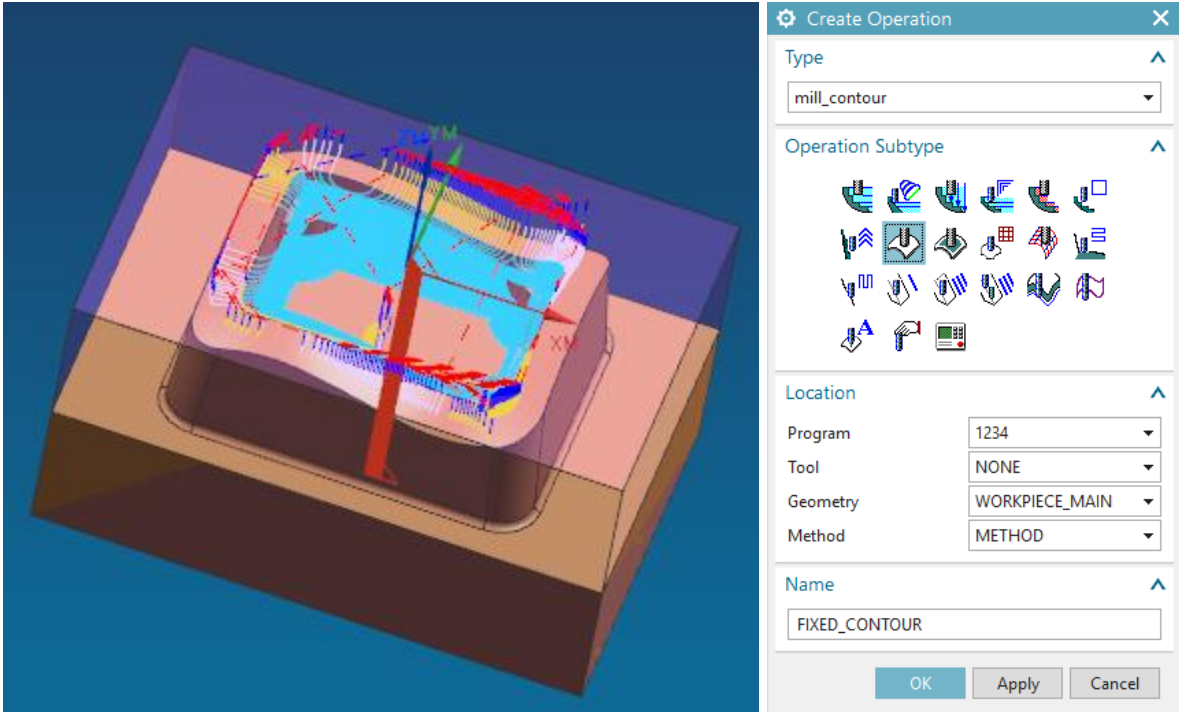 ZM
YM
XM
Create Operation
Type
mill_contour
Operation Subtype
A
Location
Program 1234
Tool NONE
Geometry WORKPIECE_MAIN
Method METHOD
Name
FIXED_CONTOUR
OK Apply Cancel